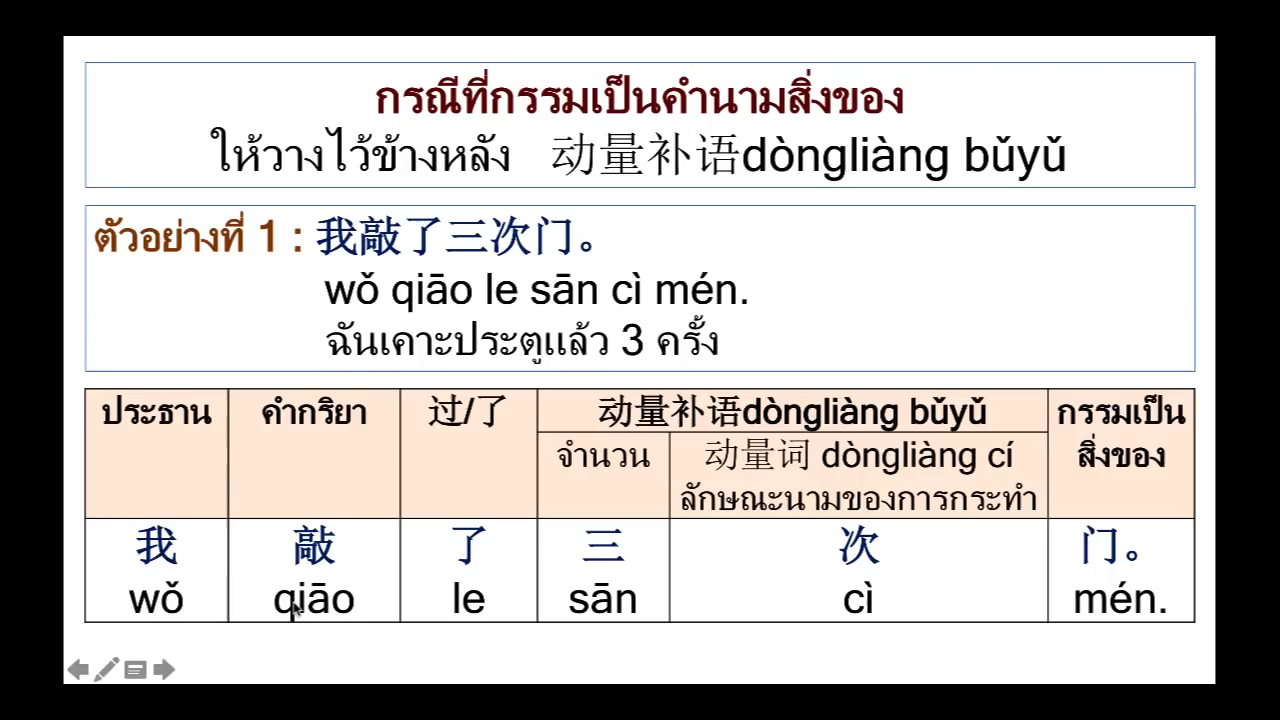 กรณีที่กรรมเป็นคำนามสิ่งของ
ให้วางไว้ข้างหลัง 动量补语dòngliàng bǔyǔ
ตัวอย่างที่ 1 : 我敲了三次门。
wǒ qiāo le sān cì mén.
ฉันเคาะประตูแล้ว 3 ครั้ง
ประธาน คำกริยา 过/了 动量补语dòngliàng bǔyǔ กรรมเป็น
สิ่งของ
จำนวน 动量词 dòngliàng cí
ลักษณะนามของการกระทำ
我 敲 了 三 次 门。
wǒ qiāo le sān cì mén.